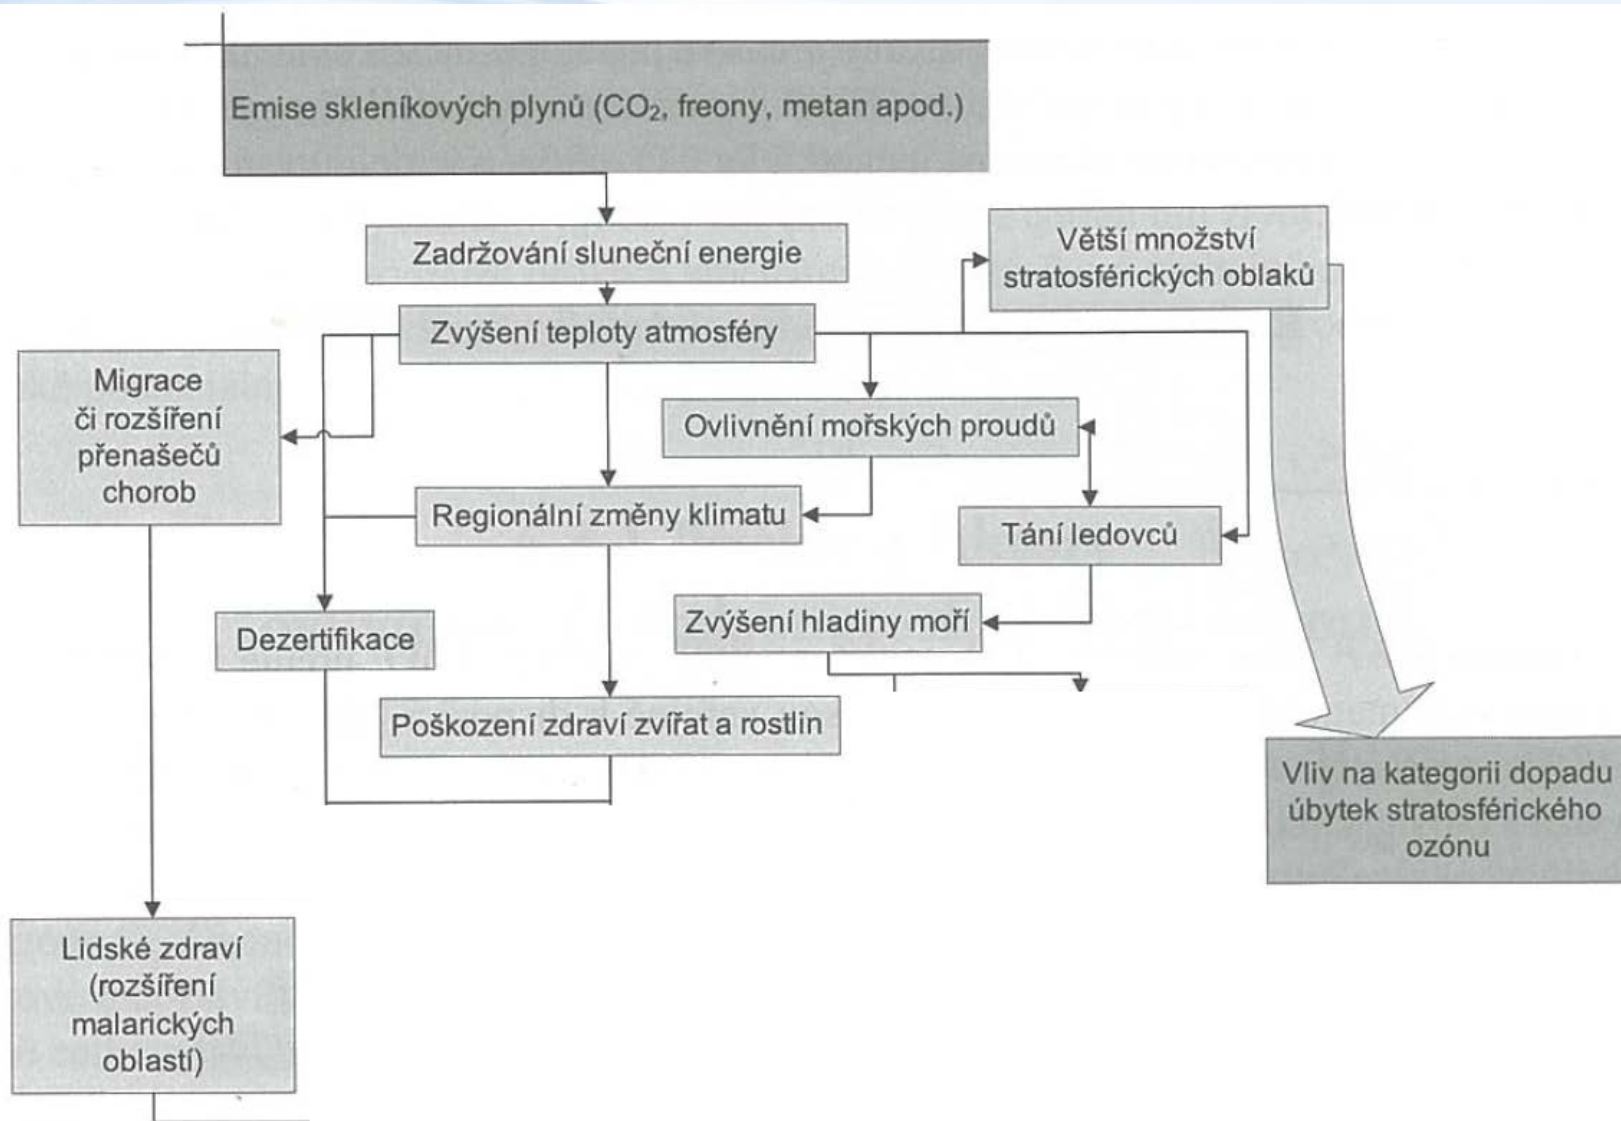 Emise skleníkových plynů (CO₂, freony, metan apod.)
Zadržování sluneční energie
Větší množství
stratosférických oblaků
Zvýšení teploty atmosféry
Migrace
či rozšíření
přenašečů
chorob
Ovlivnění mořských proudů
Regionální změny klimatu
Tání ledovců
Zvýšení hladiny moří
Dezertifikace
Poškození zdraví zvířat a rostlin
Vliv na kategorii dopadu
úbytek stratosférického
ozónu
Lidské zdraví
(rozšíření
malarických
oblastí)